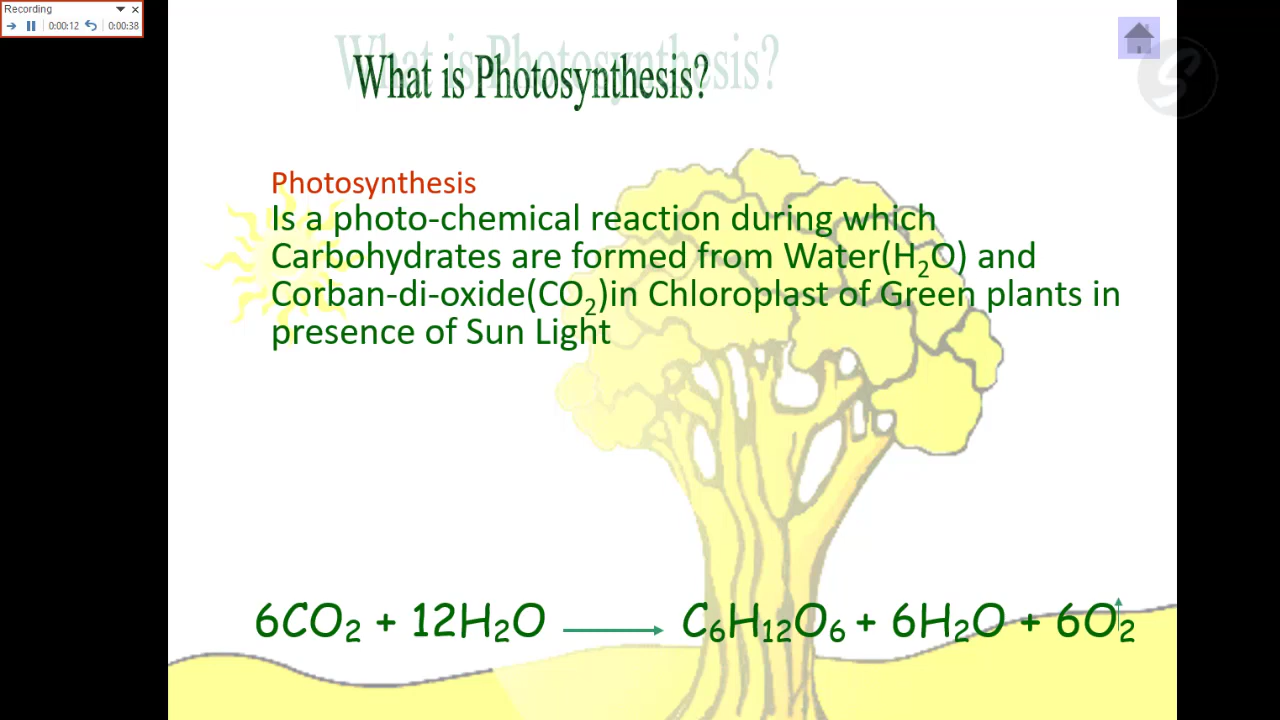 Recording
0:00:12 0:00:38
What is Photosynthesis?
Photosynthesis
Is a photo-chemical reaction during which
Carbohydrates are formed from Water(H₂O) and
Corban-di-oxide(CO₂)in Chloroplast of Green plants in
presence of Sun Light
6CO₂ + 12H₂O ⟶ C₆H₁₂O₆ + 6H₂O + 6O₂↑
S